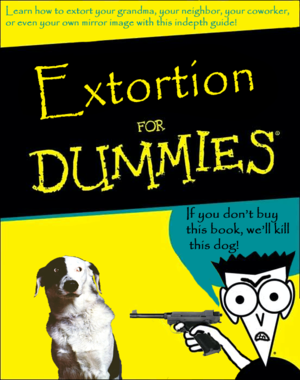 Learn how to extort your grandma, your neighbor, your coworker,
or even your own mirror image with this indepth guide!
Extortion
FOR
DUMMIES®
If you don't buy
this book, we'll kill
this dog!